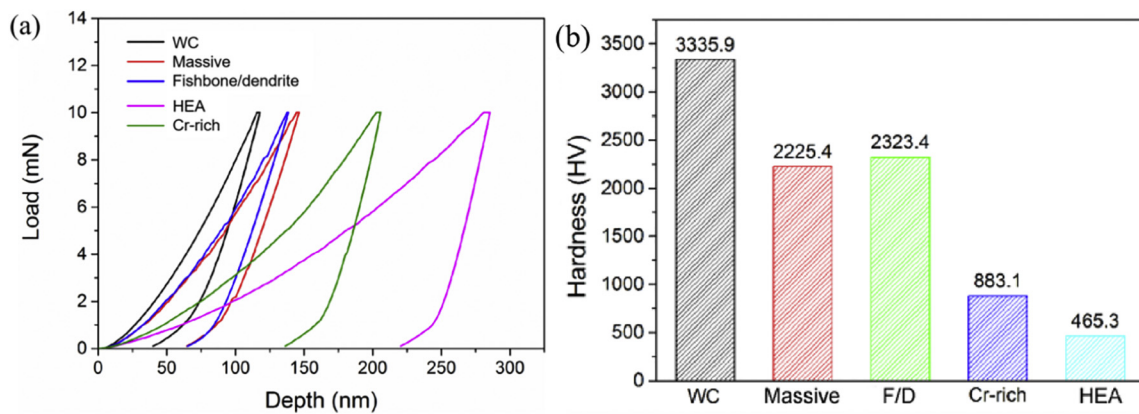 (a)
14
12
10
8
6
4
2
0
Load (mN)
WC
Massive
Fishbone/dendrite
HEA
Cr-rich
0 50 100 150 200 250 300
Depth (nm)
(b)
3500
3000
2500
2000
1500
1000
500
0
Hardness (HV)
3335.9
2225.4
2323.4
883.1
465.3
WC Massive F/D Cr-rich HEA